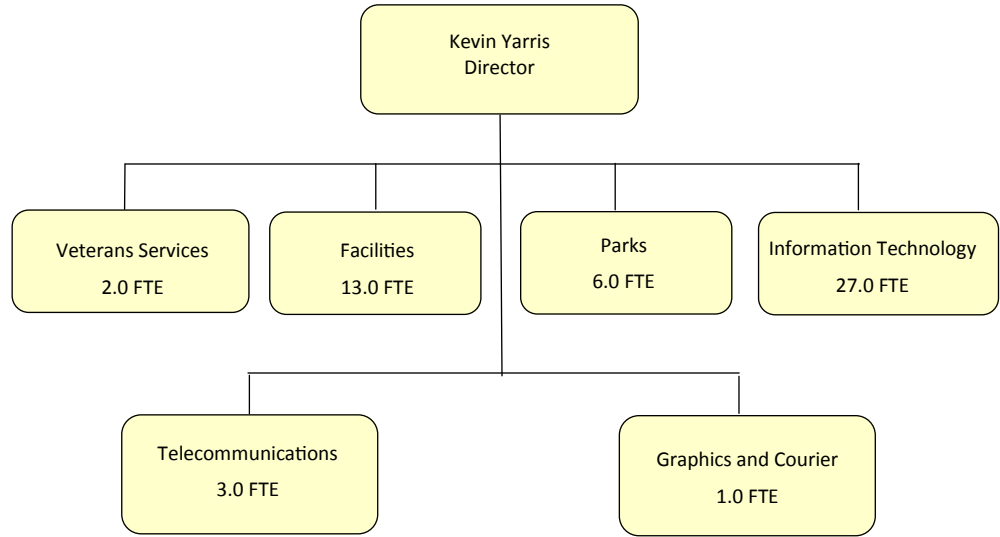 Kevin Yarris
Director
Veterans Services
2.0 FTE
Facilities
13.0 FTE
Parks
6.0 FTE
Information Technology
27.0 FTE
Telecommunications
3.0 FTE
Graphics and Courier
1.0 FTE